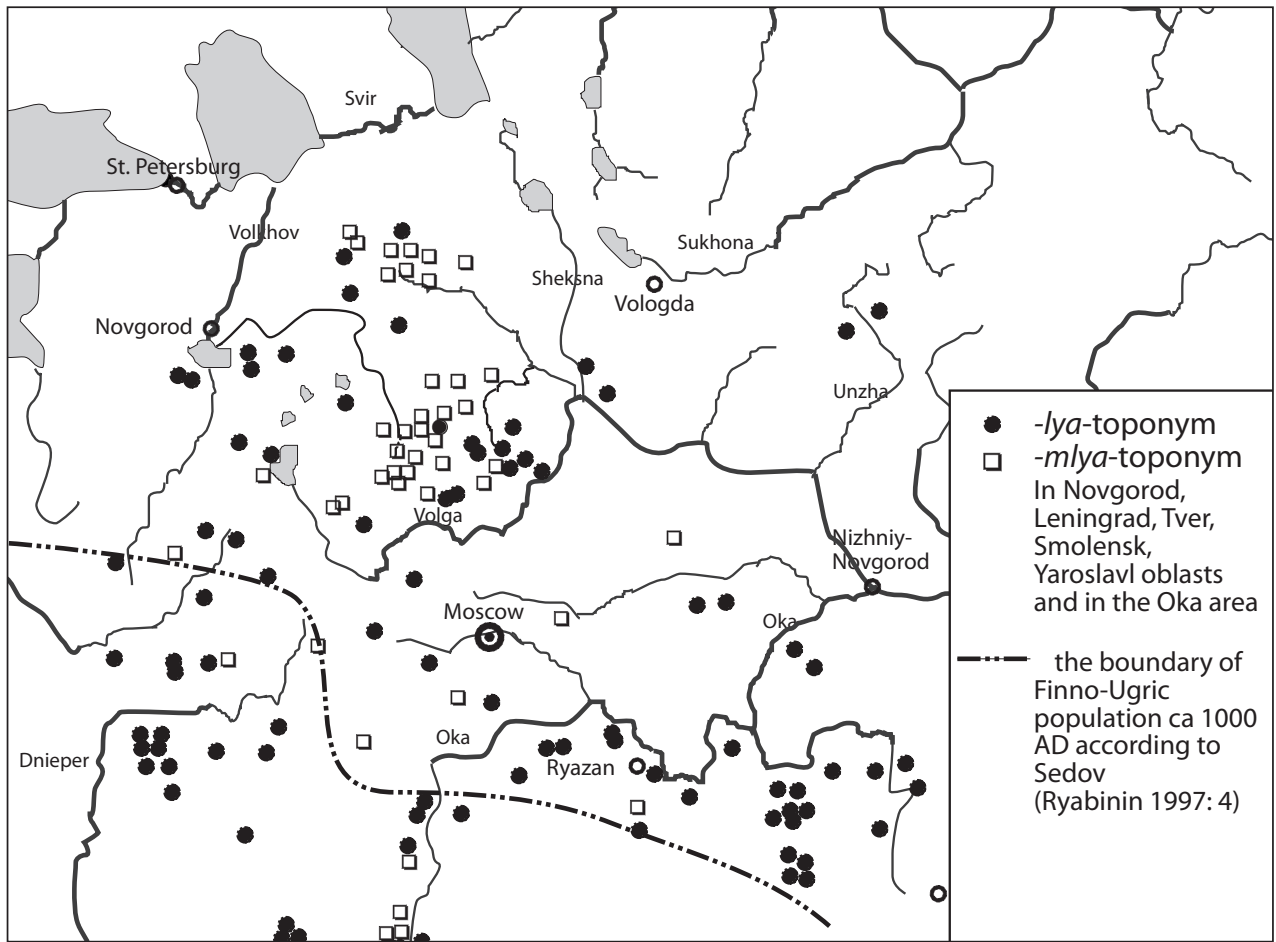 Svir
St. Petersburg
Volkhov
Sukhona
Sheksna
Vologda
Novgorod
Unzha
-lya-toponym
-mlya-toponym
In Novgorod,
Leningrad, Tver,
Smolensk,
Yaroslavl oblasts
and in the Oka area
Volga
Nizhniy-
Novgorod
Moscow
Oka
the boundary of
Finno-Ugric
population ca 1000
AD according to
Sedov
(Ryabinin 1997: 4)
Oka
Dnieper
Ryazan